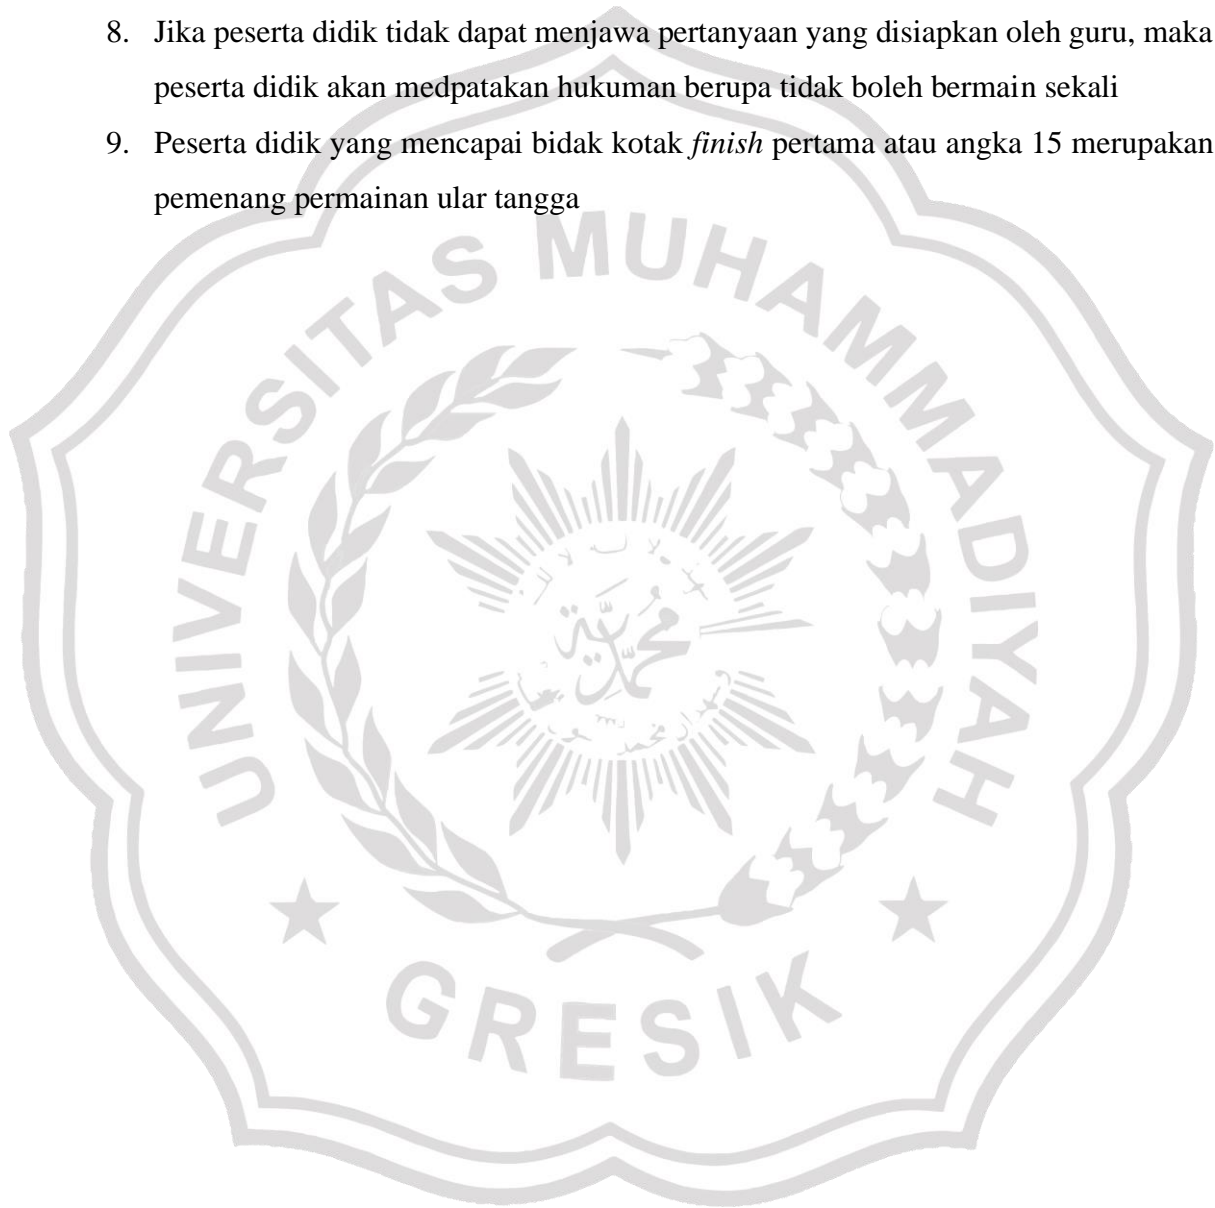 8. Jika peserta didik tidak dapat menjawa pertanyaan yang disiapkan oleh guru, maka
peserta didik akan medpatakan hukuman berupa tidak boleh bermain sekali
9. Peserta didik yang mencapai bidak kotak finish pertama atau angka 15 merupakan
pemenang permainan ular tangga
UNIVERSITAS MUHAMMADIYAH
محمدية
GRESIK